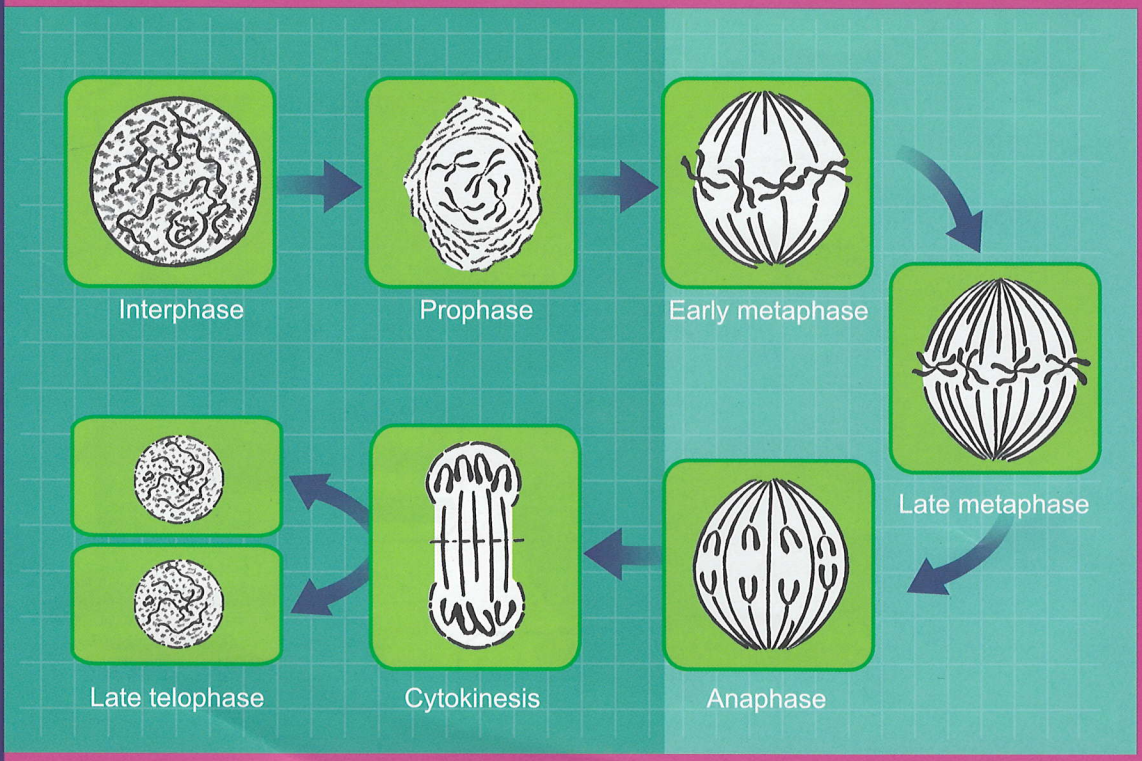 Interphase
Prophase
Early metaphase
Late metaphase
Anaphase
Cytokinesis
Late telophase